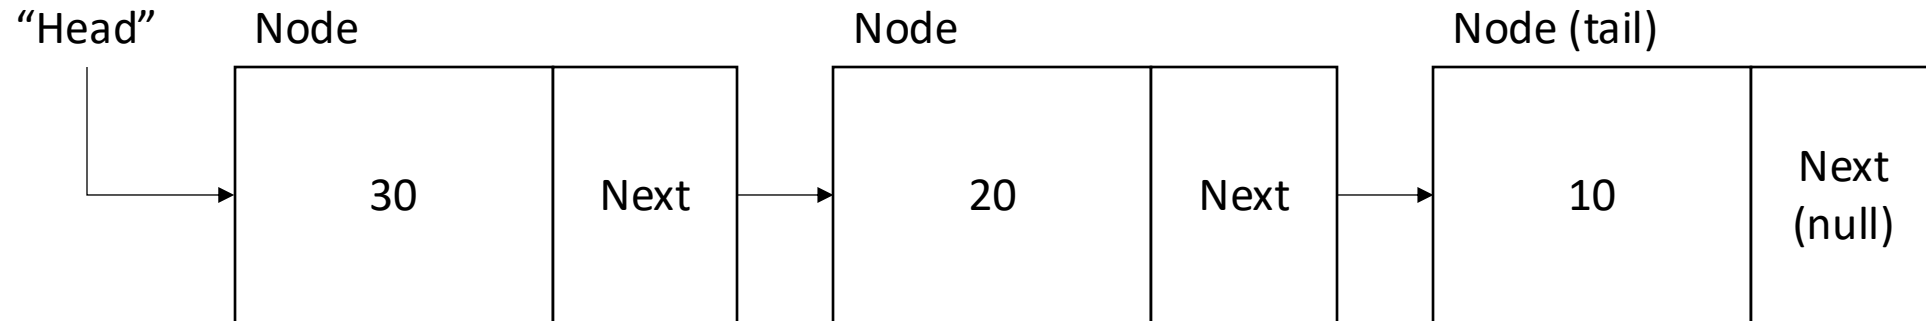 “Head” Node Node Node (tail)
30 Next 20 Next 10 Next
(null)